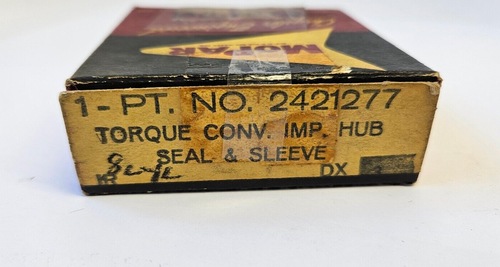 MOPAR
1-PT. NO. 2421277
TORQUE CONV. IMP. HUB
SEAL & SLEEVE
DX